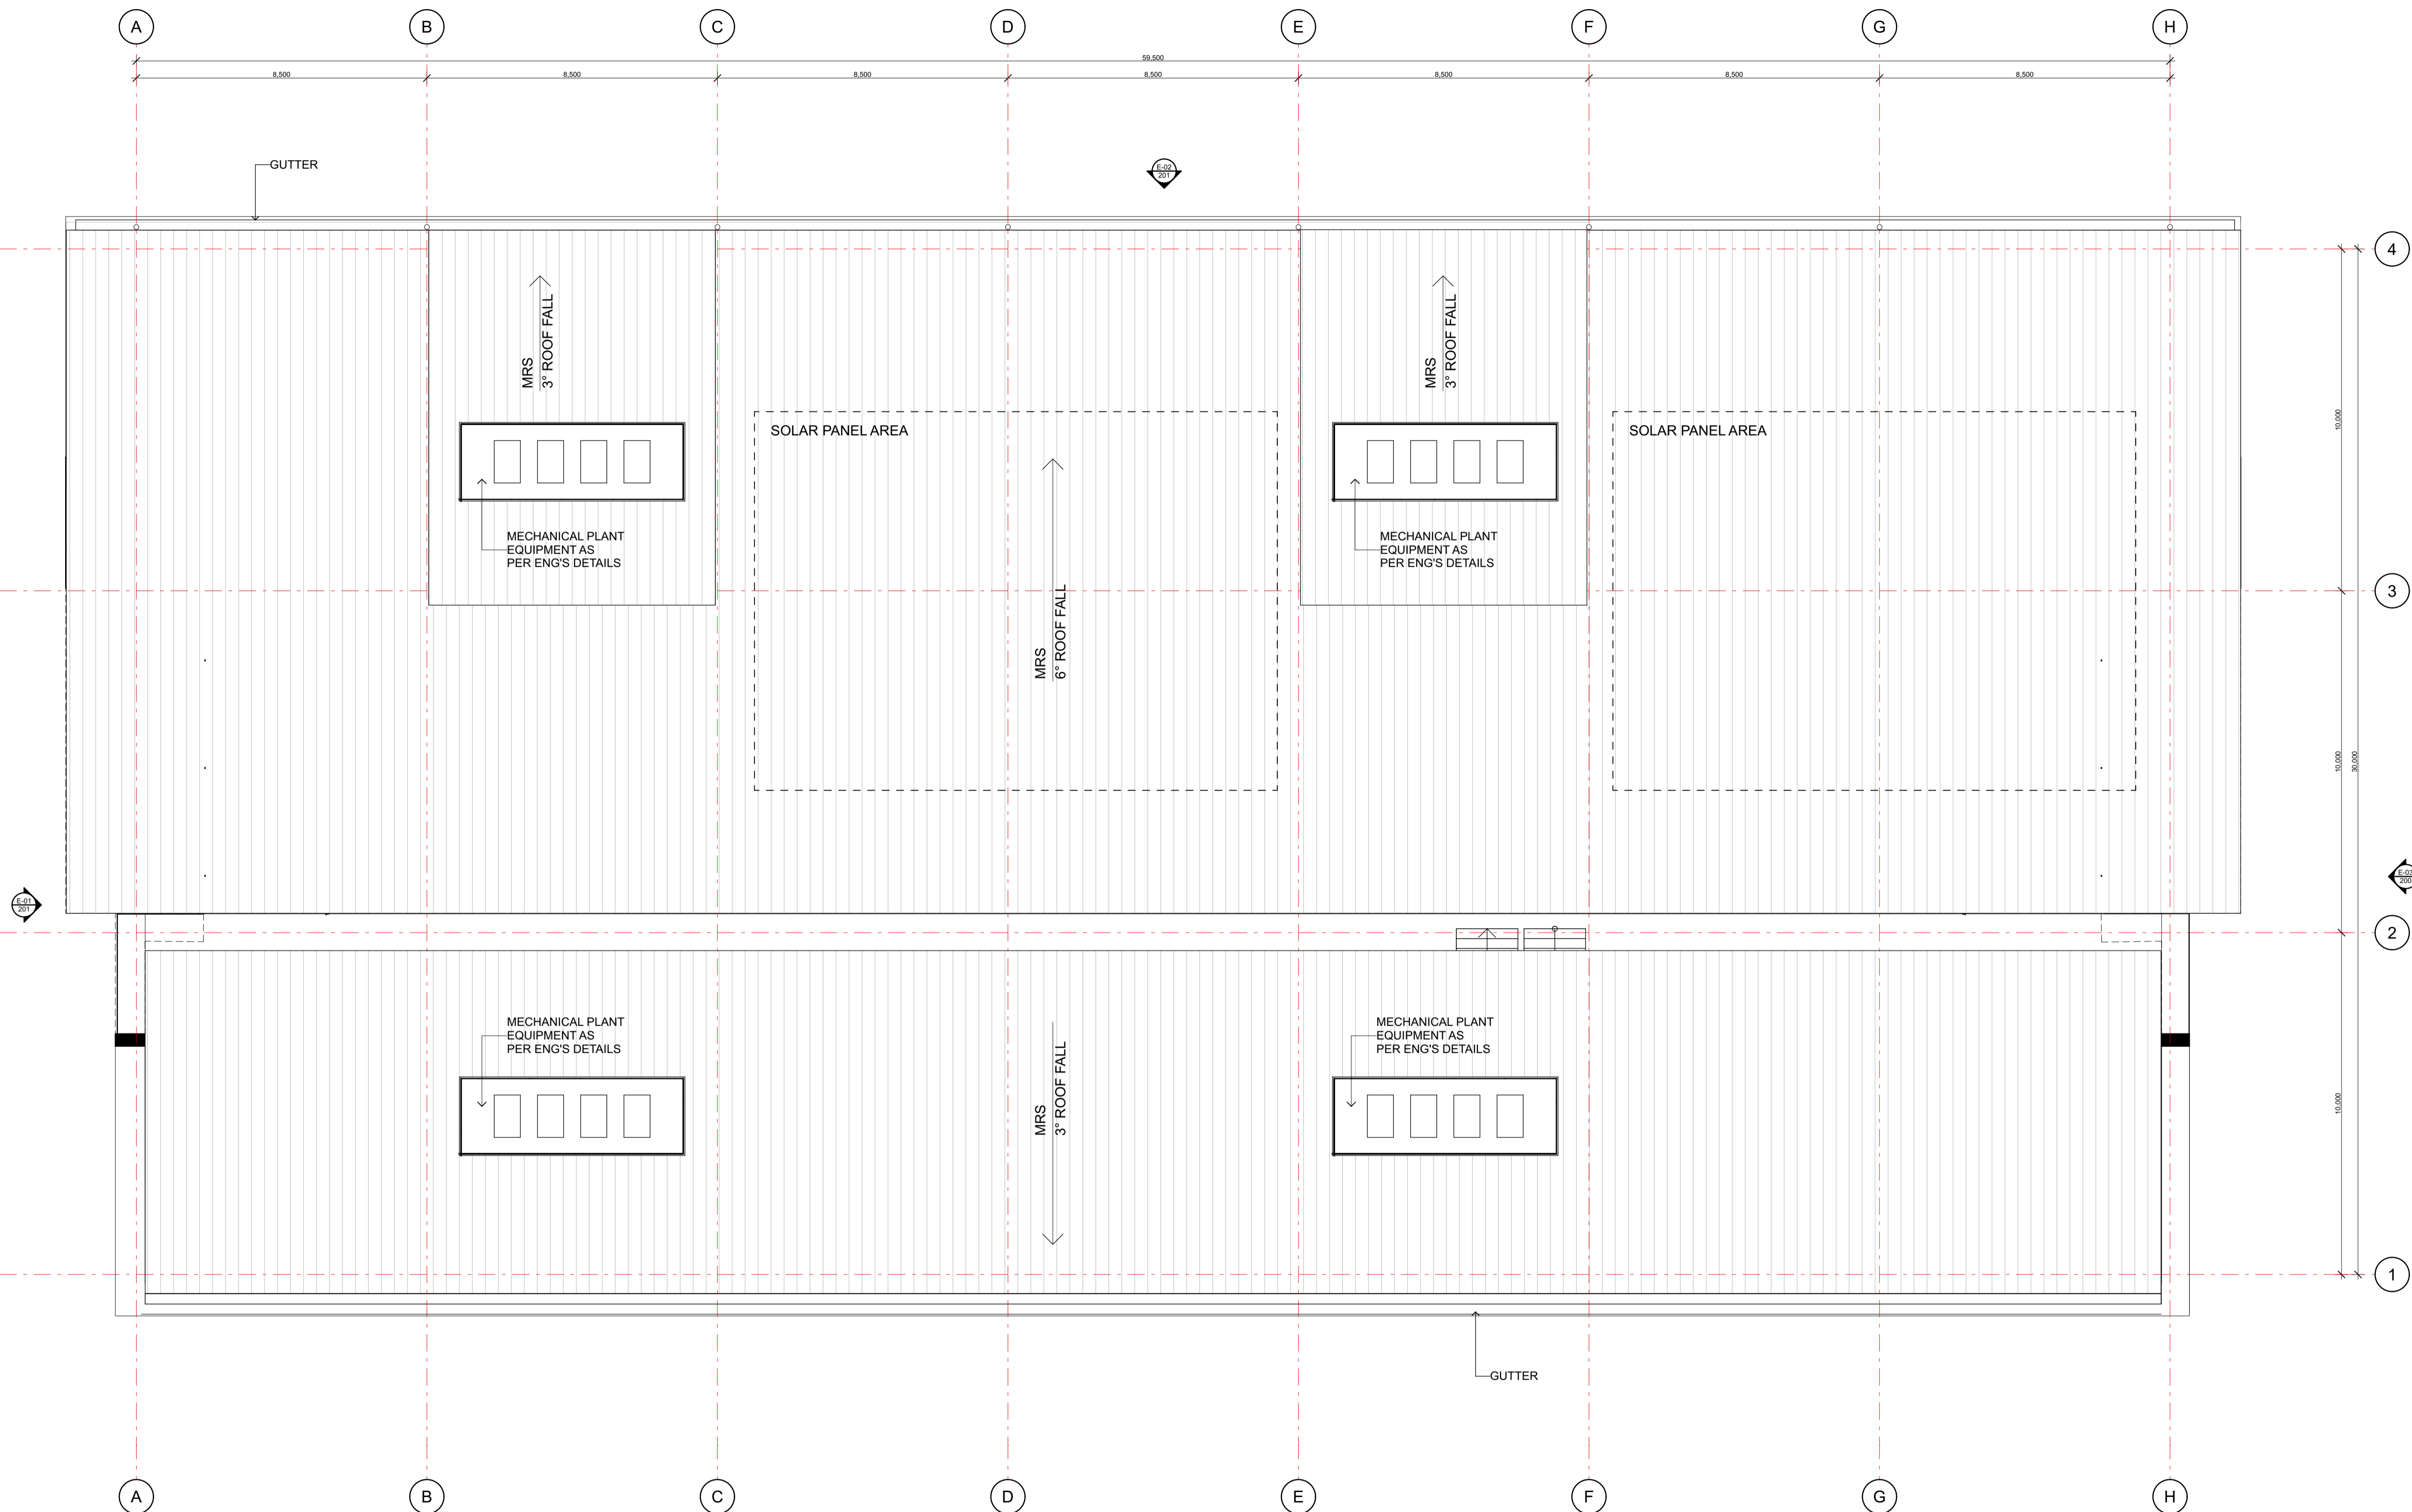 A B C D E F G H
59,500
8,500 8,500 8,500 8,500 8,500 8,500 8,500
GUTTER
E-02
201
4
MRS
3° ROOF FALL
MRS
3° ROOF FALL
10,000
SOLAR PANEL AREA
SOLAR PANEL AREA
MECHANICAL PLANT
EQUIPMENT AS
PER ENG'S DETAILS
MECHANICAL PLANT
EQUIPMENT AS
PER ENG'S DETAILS
3
MRS
6° ROOF FALL
10,000
30,000
E-01
201
E-03
200
2
MECHANICAL PLANT
EQUIPMENT AS
PER ENG'S DETAILS
MECHANICAL PLANT
EQUIPMENT AS
PER ENG'S DETAILS
MRS
3° ROOF FALL
10,000
1
GUTTER
A B C D E F G H